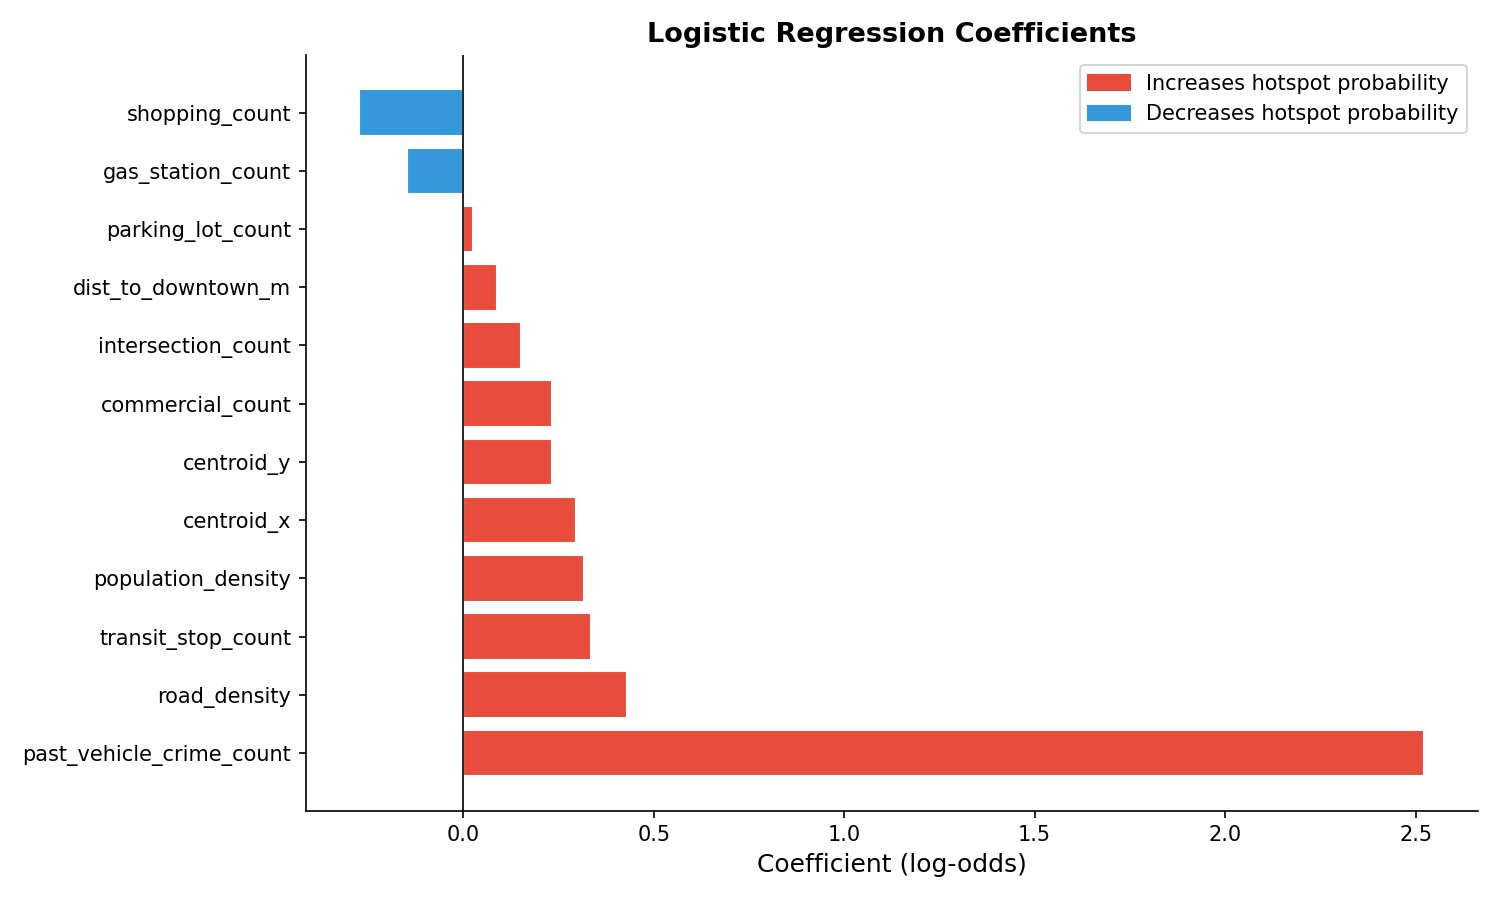 Logistic Regression Coefficients
Increases hotspot probability
Decreases hotspot probability
shopping_count
gas_station_count
parking_lot_count
dist_to_downtown_m
intersection_count
commercial_count
centroid_y
centroid_x
population_density
transit_stop_count
road_density
past_vehicle_crime_count
0.0 0.5 1.0 1.5 2.0 2.5
Coefficient (log-odds)